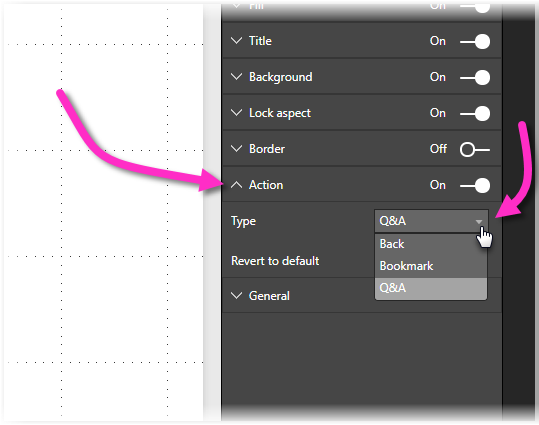 Fill On
Title On
Background On
Lock aspect On
Border Off
Action On
Type Q&A
Back
Bookmark
Revert to default
Q&A
General